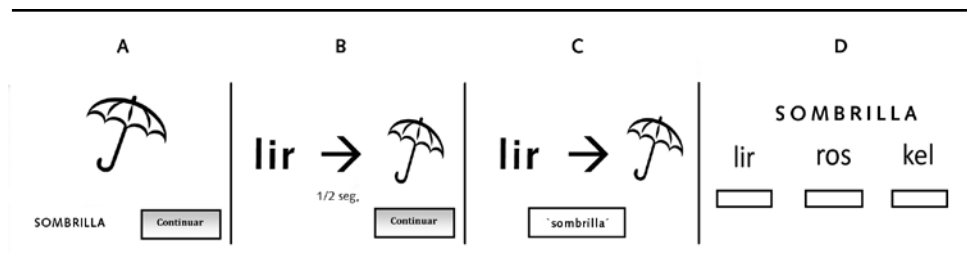 A
SOMBRILLA
Continuar
B
lir →
1/2 seg,
Continuar
C
lir →
`sombrilla´
D
SOMBRILLA
lir ros kel